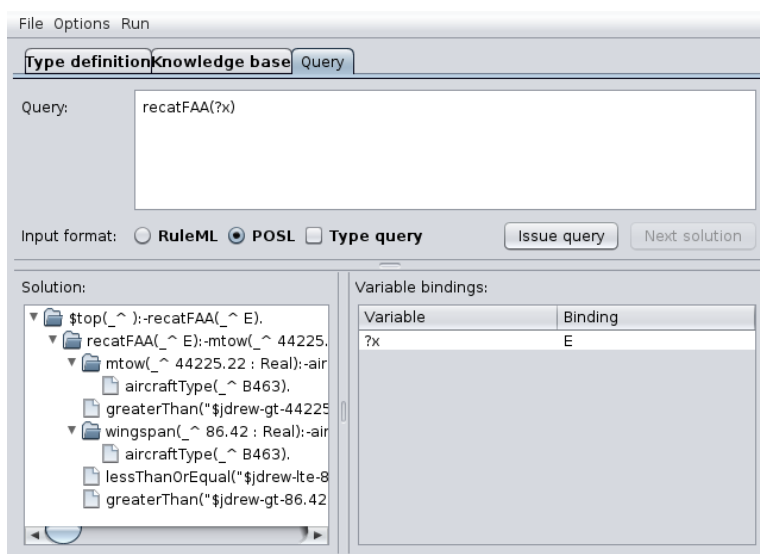 File Options Run
Type definition Knowledge base Query
Query: recatFAA(?x)
Input format: RuleML POSL Type query Issue query Next solution
Solution:
$top(_^ ):-recatFAA(_^ E).
recatFAA(_^ E):-mtow(_^ 44225.
mtow(_^ 44225.22 : Real):-air
aircraftType(_^ B463).
greaterThan("$jdrew-gt-44225
wingspan(_^ 86.42 : Real):-air
aircraftType(_^ B463).
lessThanOrEqual("$jdrew-lte-8
greaterThan("$jdrew-gt-86.42
Variable bindings:
Variable Binding
?x E